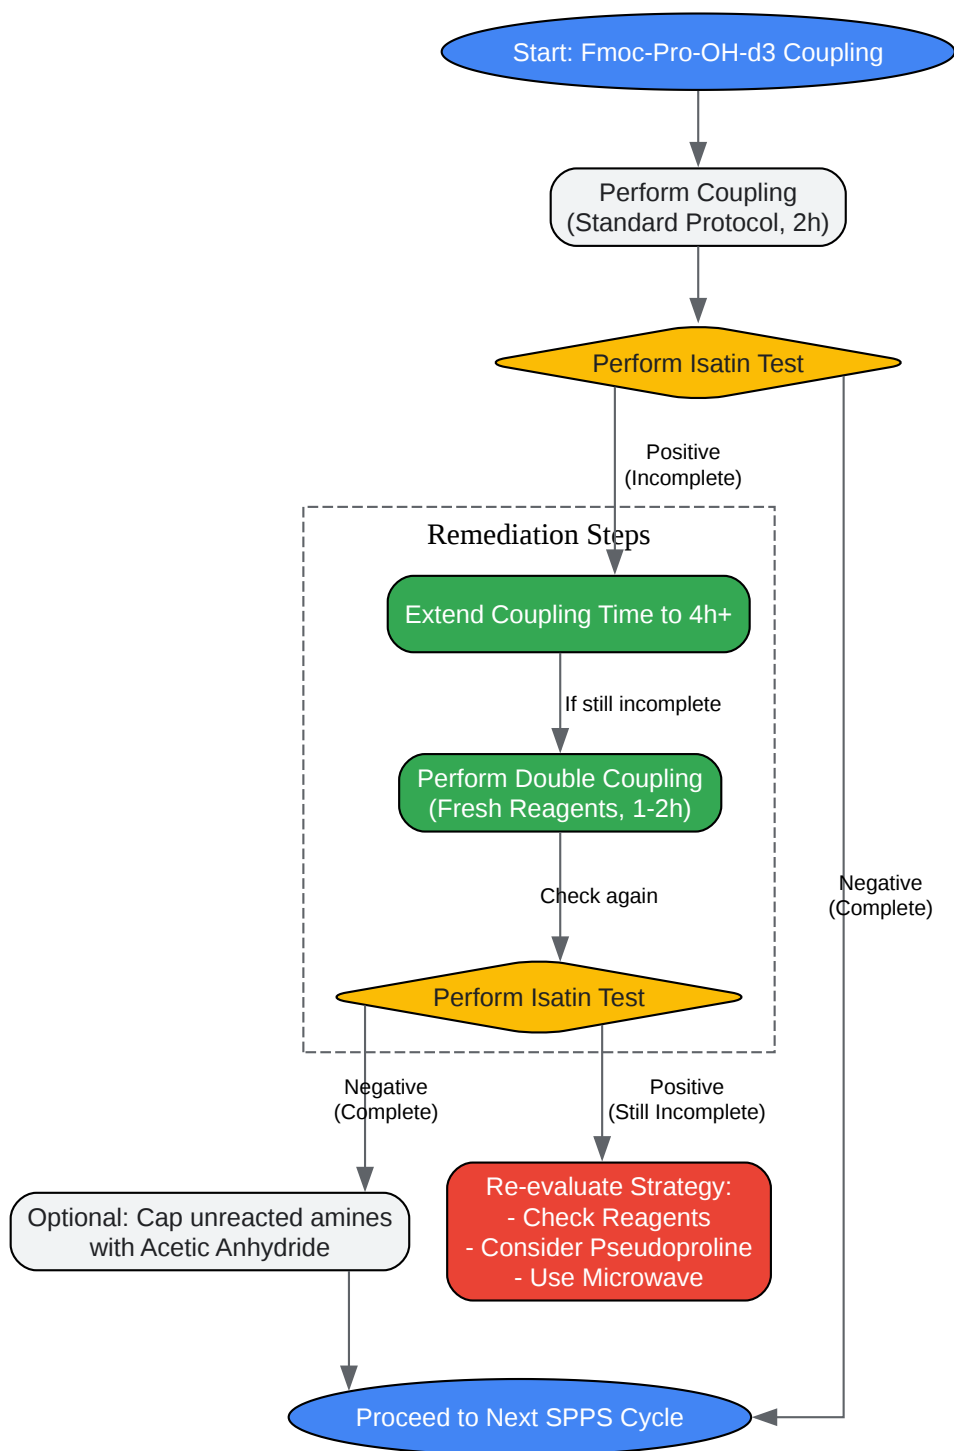 Start: Fmoc-Pro-OH-d3 Coupling
Perform Coupling
(Standard Protocol, 2h)
Perform Isatin Test
Positive
(Incomplete)
Remediation Steps
Extend Coupling Time to 4h+
If still incomplete
Perform Double Coupling
(Fresh Reagents, 1-2h)
Check again
Negative
(Complete)
Perform Isatin Test
Negative
(Complete)
Positive
(Still Incomplete)
Optional: Cap unreacted amines
with Acetic Anhydride
Re-evaluate Strategy:
- Check Reagents
- Consider Pseudoproline
- Use Microwave
Proceed to Next SPPS Cycle